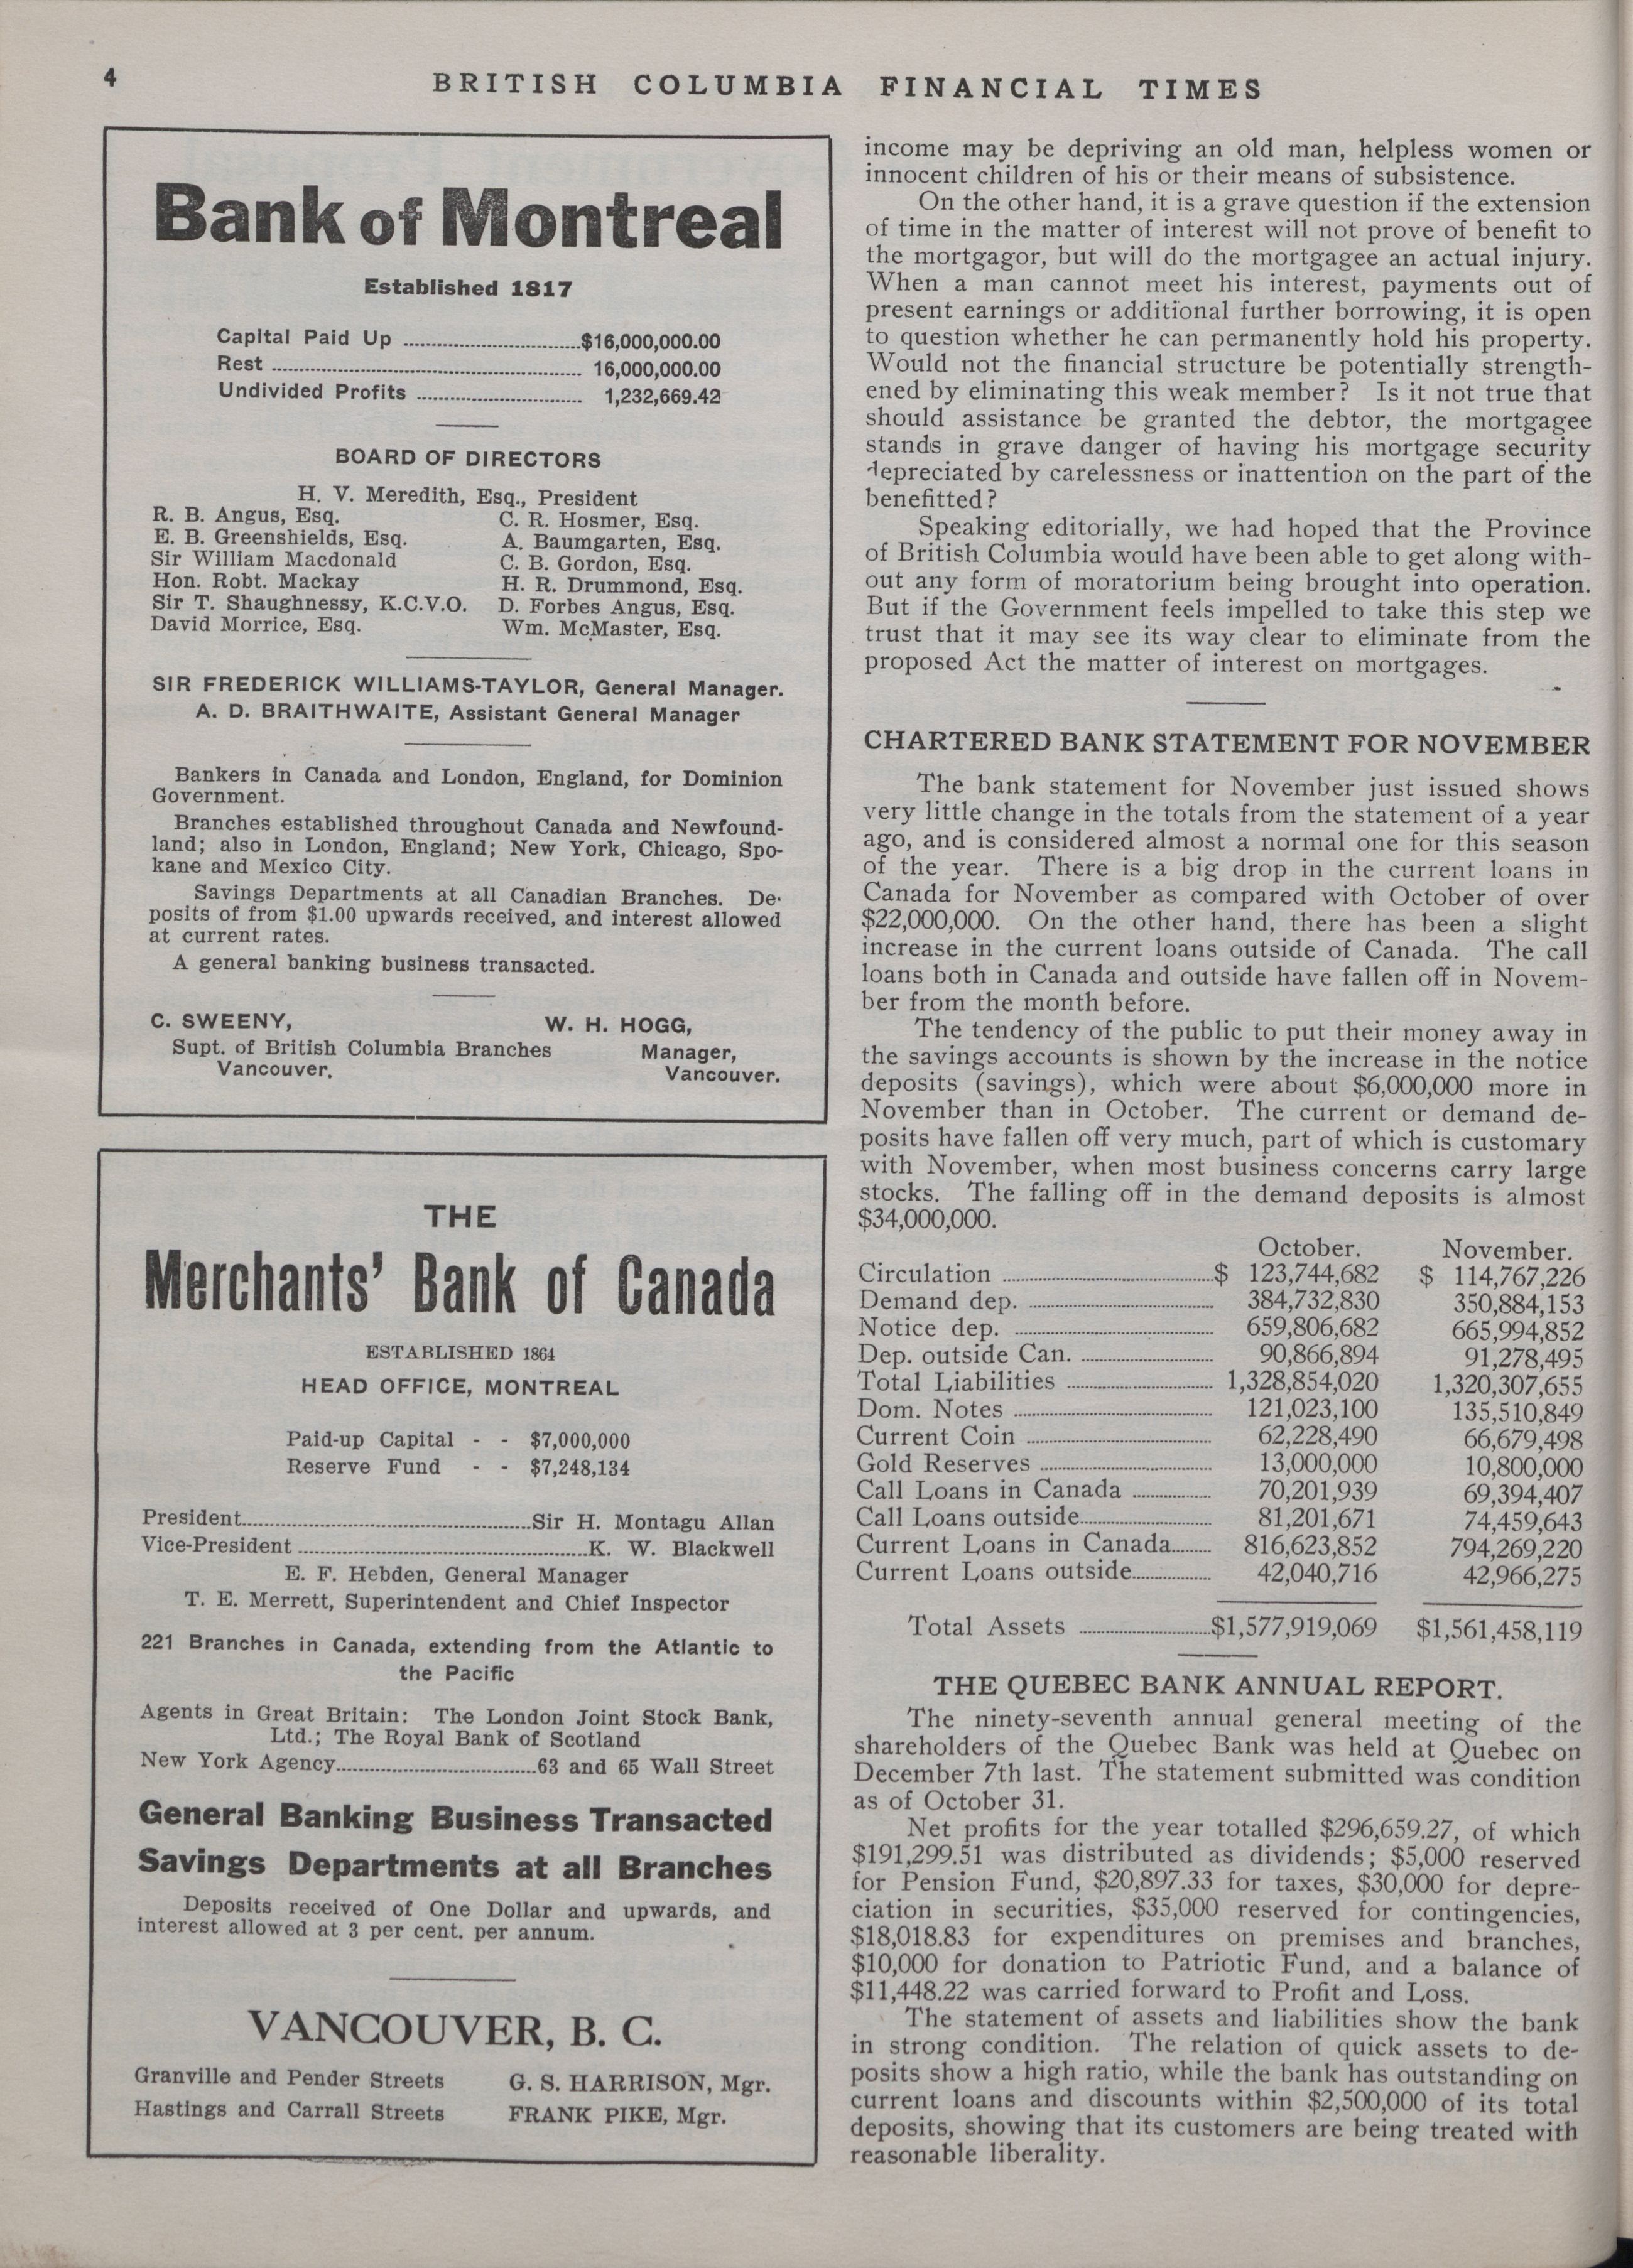 4
BRITISH COLUMBIA FINANCIAL TIMES
Bank of Montreal
Established 1817
Capital Paid Up ..............................$16,000,000.00
Rest .................................................... 16,000,000.00
Undivided Profits ............................ 1,232,669.42
BOARD OF DIRECTORS
H. V. Meredith, Esq., President
R. B. Angus, Esq. C. R. Hosmer, Esq.
E. B. Greenshields, Esq. A. Baumgarten, Esq.
Sir William Macdonald C. B. Gordon, Esq.
Hon. Robt. Mackay H. R. Drummond, Esq.
Sir T. Shaughnessy, K.C.V.O. D. Forbes Angus, Esq.
David Morrice, Esq. Wm. McMaster, Esq.
SIR FREDERICK WILLIAMS-TAYLOR, General Manager.
A. D. BRAITHWAITE, Assistant General Manager
Bankers in Canada and London, England, for Dominion
Government.
Branches established throughout Canada and Newfound-
land; also in London, England; New York, Chicago, Spo-
kane and Mexico City.
Savings Departments at all Canadian Branches. De-
posits of from $1.00 upwards received, and interest allowed
at current rates.
A general banking business transacted.
C. SWEENY, W. H. HOGG,
Supt. of British Columbia Branches Manager,
Vancouver. Vancouver.
THE
Merchants' Bank of Canada
ESTABLISHED 1864
HEAD OFFICE, MONTREAL
Paid-up Capital - - $7,000,000
Reserve Fund - - $7,248,134
President................................................Sir H. Montagu Allan
Vice-President ................................................K. W. Blackwell
E. F. Hebden, General Manager
T. E. Merrett, Superintendent and Chief Inspector
221 Branches in Canada, extending from the Atlantic to
the Pacific
Agents in Great Britain: The London Joint Stock Bank,
Ltd.; The Royal Bank of Scotland
New York Agency..................................63 and 65 Wall Street
General Banking Business Transacted
Savings Departments at all Branches
Deposits received of One Dollar and upwards, and
interest allowed at 3 per cent. per annum.
VANCOUVER, B. C.
Granville and Pender Streets G. S. HARRISON, Mgr.
Hastings and Carrall Streets FRANK PIKE, Mgr.
income may be depriving an old man, helpless women or
innocent children of his or their means of subsistence.
On the other hand, it is a grave question if the extension
of time in the matter of interest will not prove of benefit to
the mortgagor, but will do the mortgagee an actual injury.
When a man cannot meet his interest, payments out of
present earnings or additional further borrowing, it is open
to question whether he can permanently hold his property.
Would not the financial structure be potentially strength-
ened by eliminating this weak member? Is it not true that
should assistance be granted the debtor, the mortgagee
stands in grave danger of having his mortgage security
depreciated by carelessness or inattention on the part of the
benefitted?
Speaking editorially, we had hoped that the Province
of British Columbia would have been able to get along with-
out any form of moratorium being brought into operation.
But if the Government feels impelled to take this step we
trust that it may see its way clear to eliminate from the
proposed Act the matter of interest on mortgages.
CHARTERED BANK STATEMENT FOR NOVEMBER
The bank statement for November just issued shows
very little change in the totals from the statement of a year
ago, and is considered almost a normal one for this season
of the year. There is a big drop in the current loans in
Canada for November as compared with October of over
$22,000,000. On the other hand, there has been a slight
increase in the current loans outside of Canada. The call
loans both in Canada and outside have fallen off in Novem-
ber from the month before.
The tendency of the public to put their money away in
the savings accounts is shown by the increase in the notice
deposits (savings), which were about $6,000,000 more in
November than in October. The current or demand de-
posits have fallen off very much, part of which is customary
with November, when most business concerns carry large
stocks. The falling off in the demand deposits is almost
$34,000,000.
October. November.
Circulation ................................$ 123,744,682 $ 114,767,226
Demand dep. ............................ 384,732,830 350,884,153
Notice dep. .............................. 659,806,682 665,994,852
Dep. outside Can. .................... 90,866,894 91,278,495
Total Liabilities ...................... 1,328,854,020 1,320,307,655
Dom. Notes .............................. 121,023,100 135,510,849
Current Coin ............................ 62,228,490 66,679,498
Gold Reserves .......................... 13,000,000 10,800,000
Call Loans in Canada ............ 70,201,939 69,394,407
Call Loans outside.................... 81,201,671 74,459,643
Current Loans in Canada........ 816,623,852 794,269,220
Current Loans outside............ 42,040,716 42,966,275
Total Assets ....................$1,577,919,069 $1,561,458,119
THE QUEBEC BANK ANNUAL REPORT.
The ninety-seventh annual general meeting of the
shareholders of the Quebec Bank was held at Quebec on
December 7th last. The statement submitted was condition
as of October 31.
Net profits for the year totalled $296,659.27, of which
$191,299.51 was distributed as dividends; $5,000 reserved
for Pension Fund, $20,897.33 for taxes, $30,000 for depre-
ciation in securities, $35,000 reserved for contingencies,
$18,018.83 for expenditures on premises and branches,
$10,000 for donation to Patriotic Fund, and a balance of
$11,448.22 was carried forward to Profit and Loss.
The statement of assets and liabilities show the bank
in strong condition. The relation of quick assets to de-
posits show a high ratio, while the bank has outstanding on
current loans and discounts within $2,500,000 of its total
deposits, showing that its customers are being treated with
reasonable liberality.